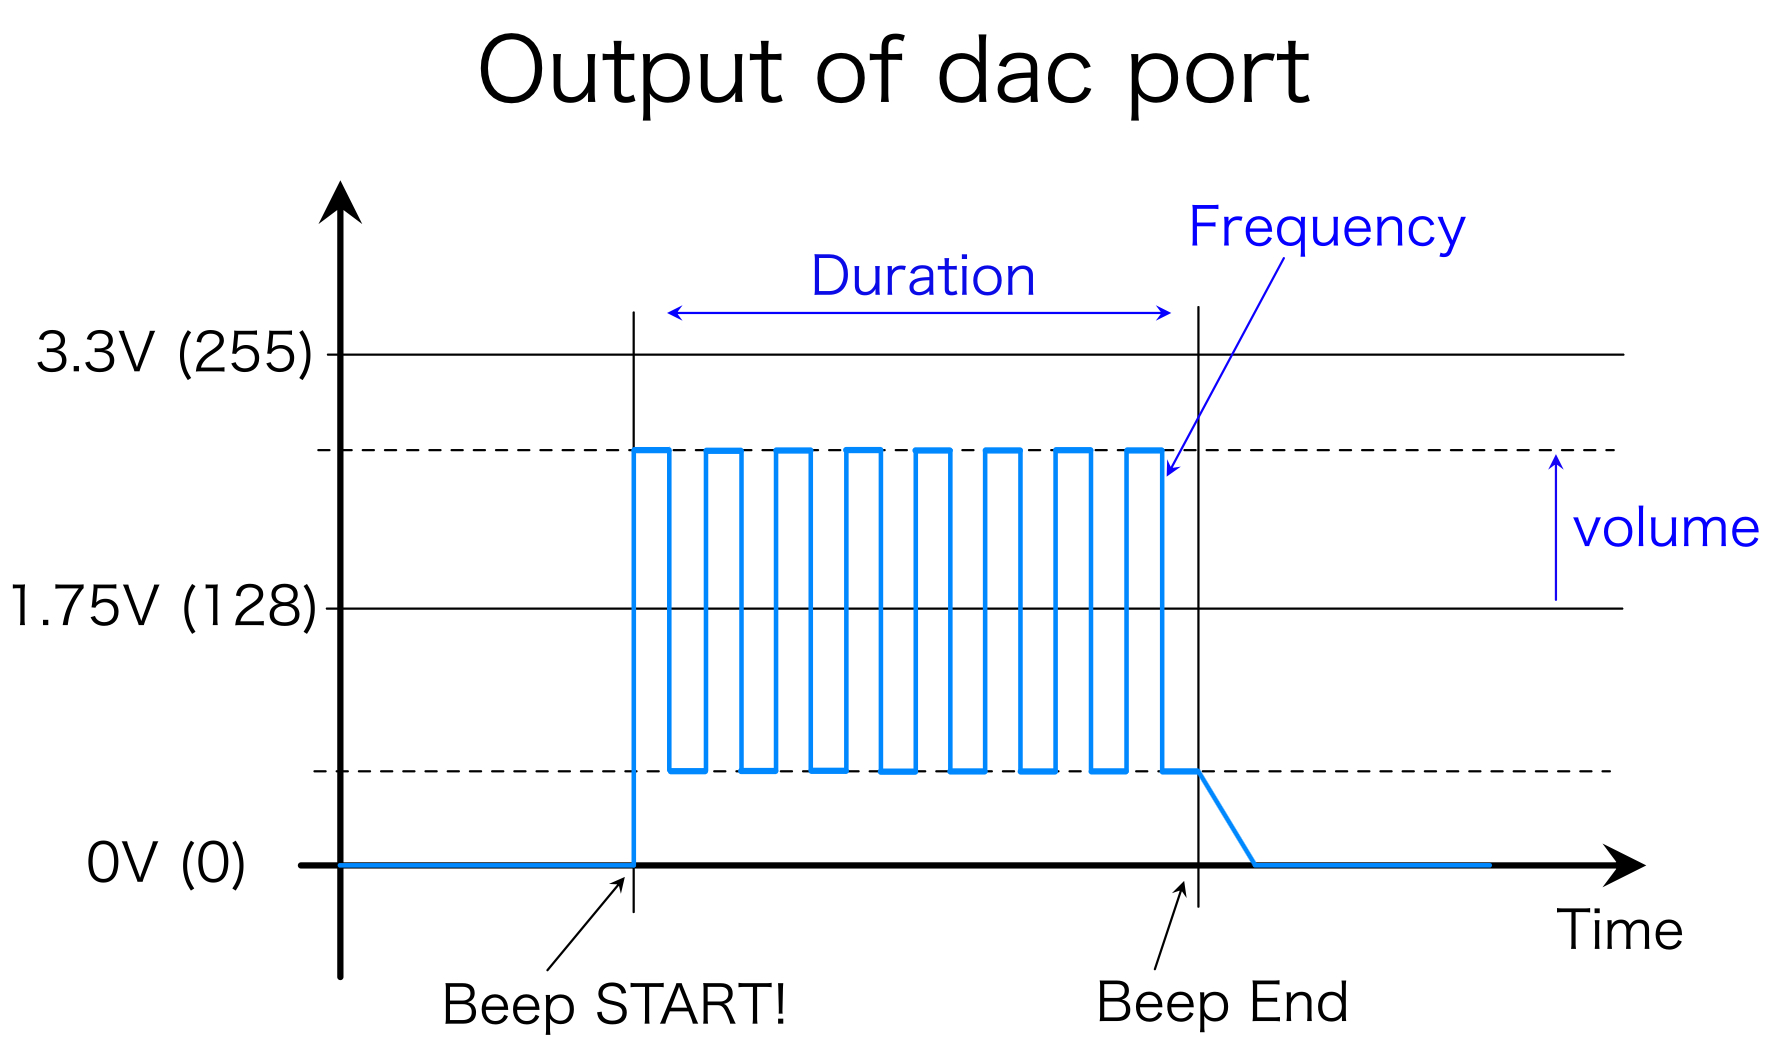 Output of dac port
Frequency
Duration
3.3V (255)
volume
1.75V (128)
0V (0)
Time
Beep START!
Beep End